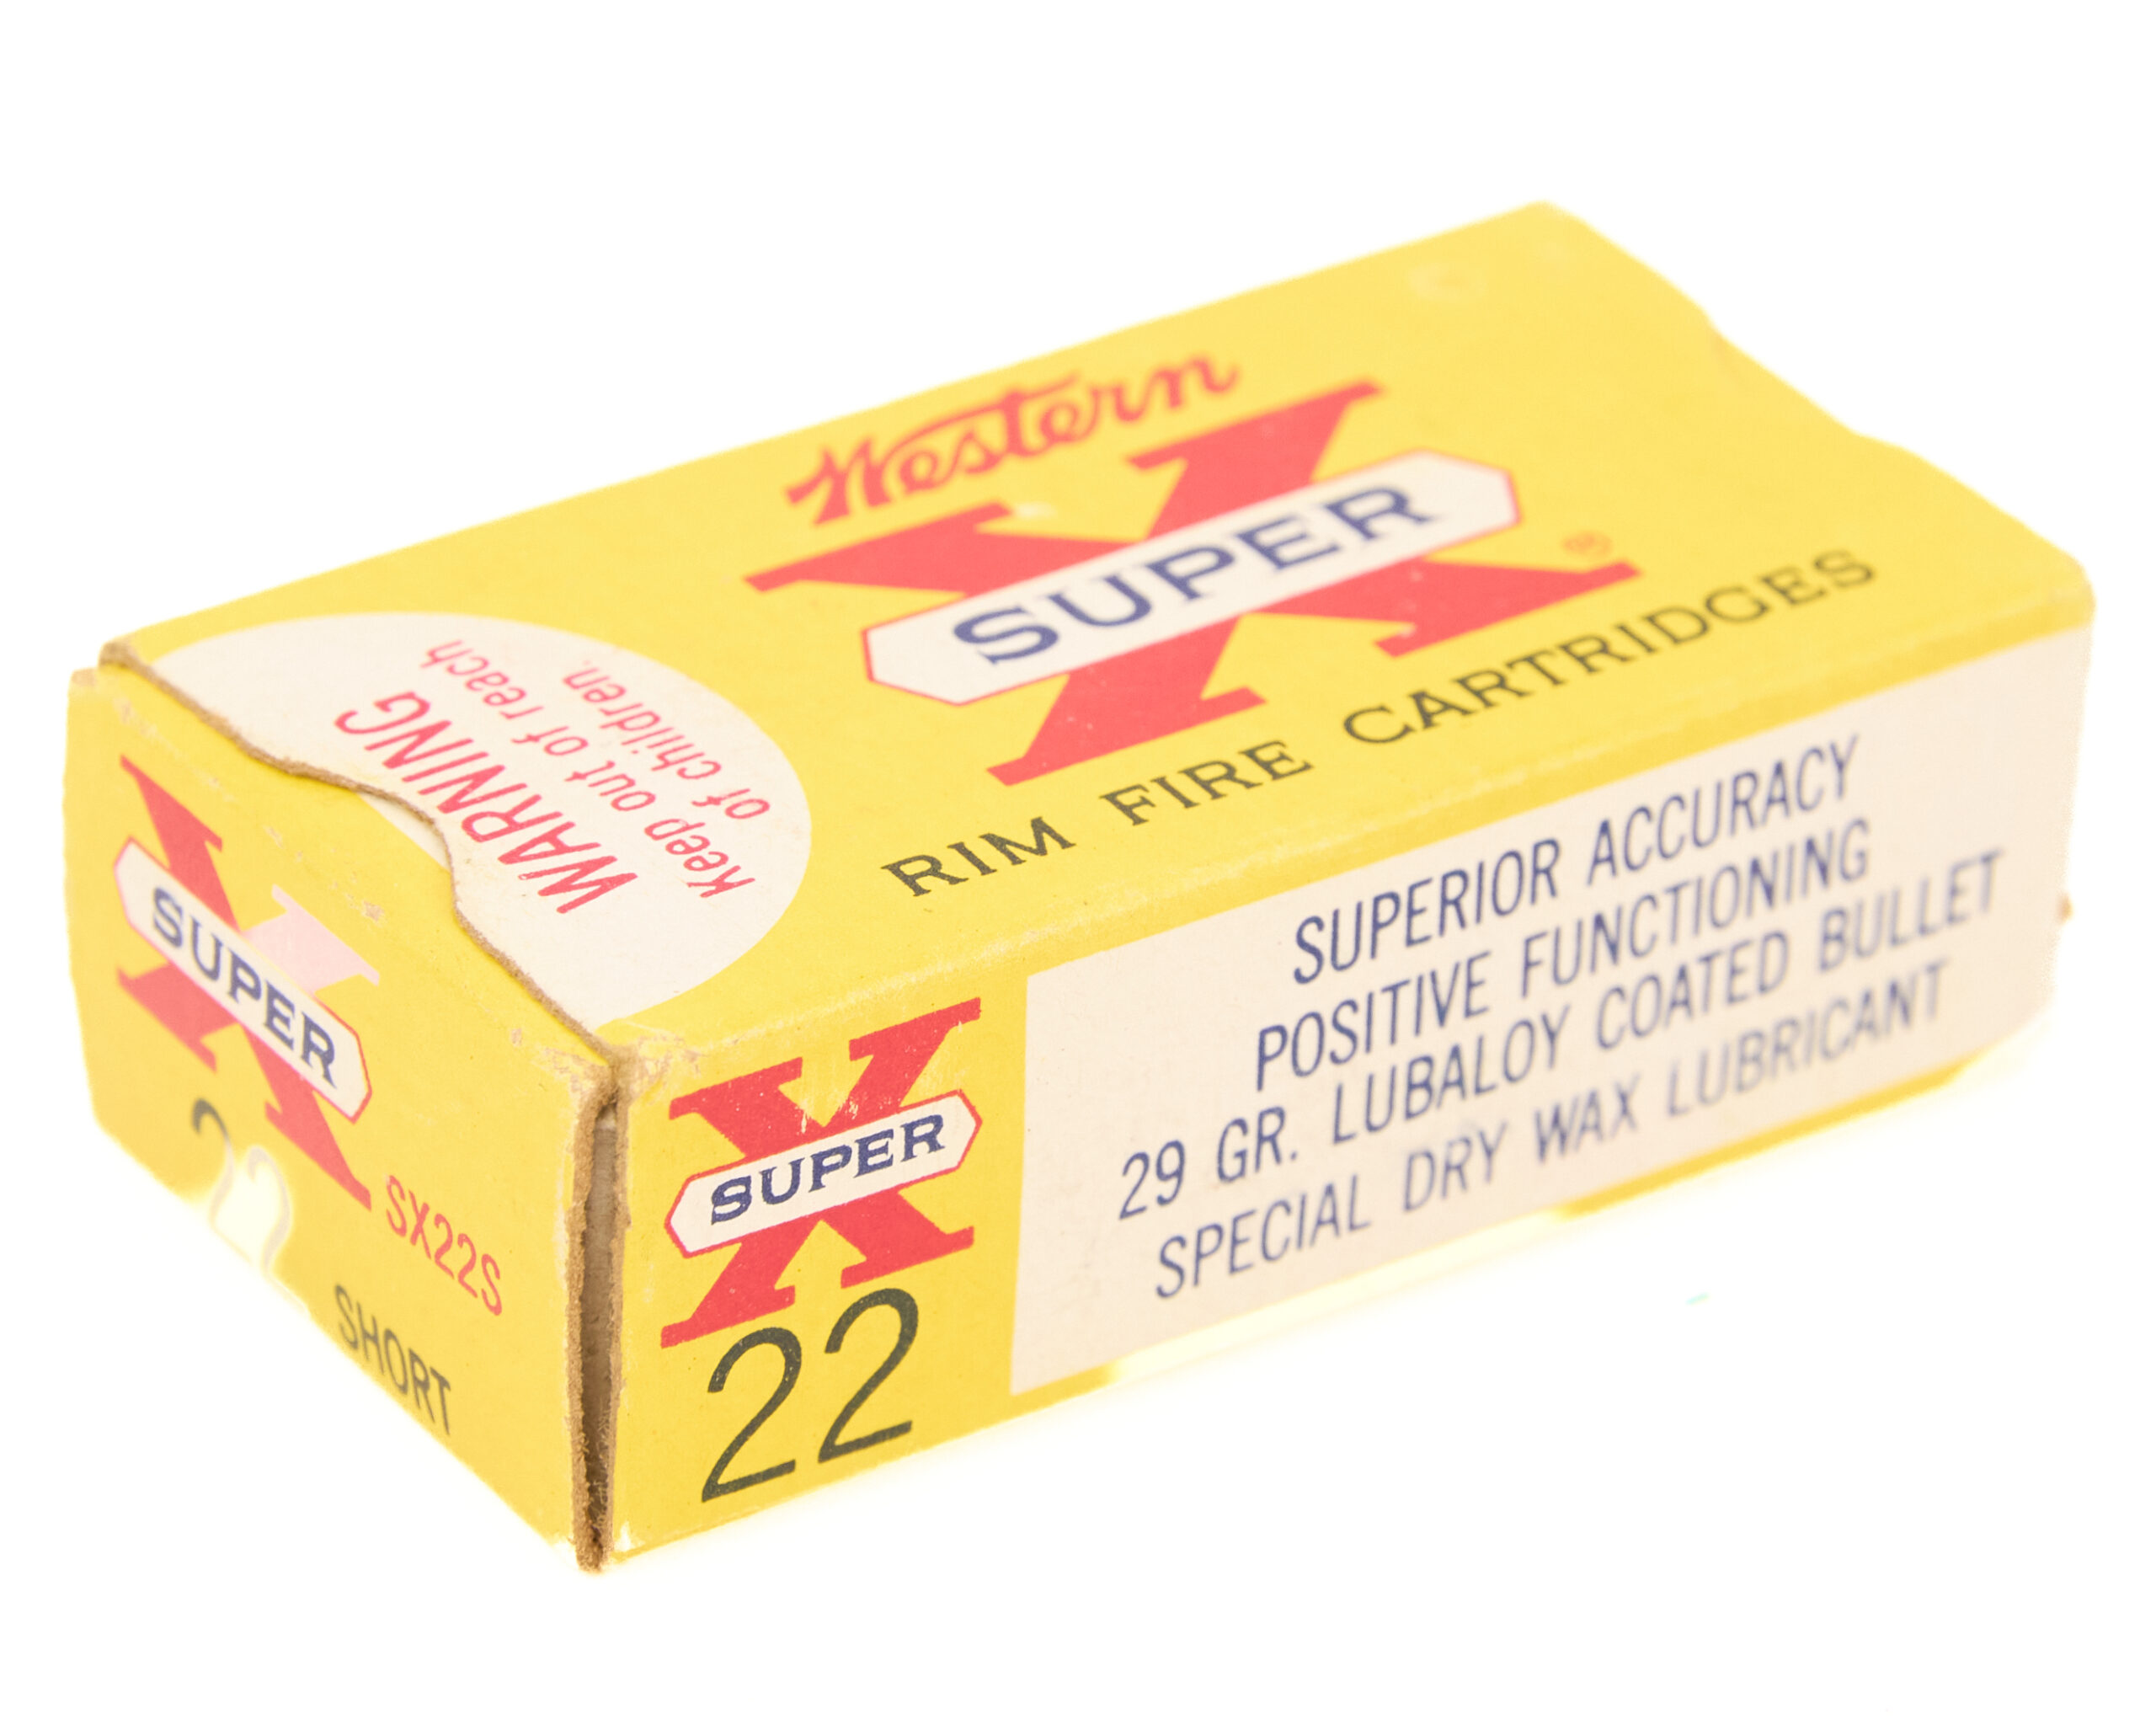 Western
SUPER X ®
RIM FIRE CARTRIDGES
WARNING
Keep out of reach
of children.
SUPER X
22
SX22S
SHORT
SUPER X
22
SUPERIOR ACCURACY
POSITIVE FUNCTIONING
29 GR. LUBALOY COATED BULLET
SPECIAL DRY WAX LUBRICANT